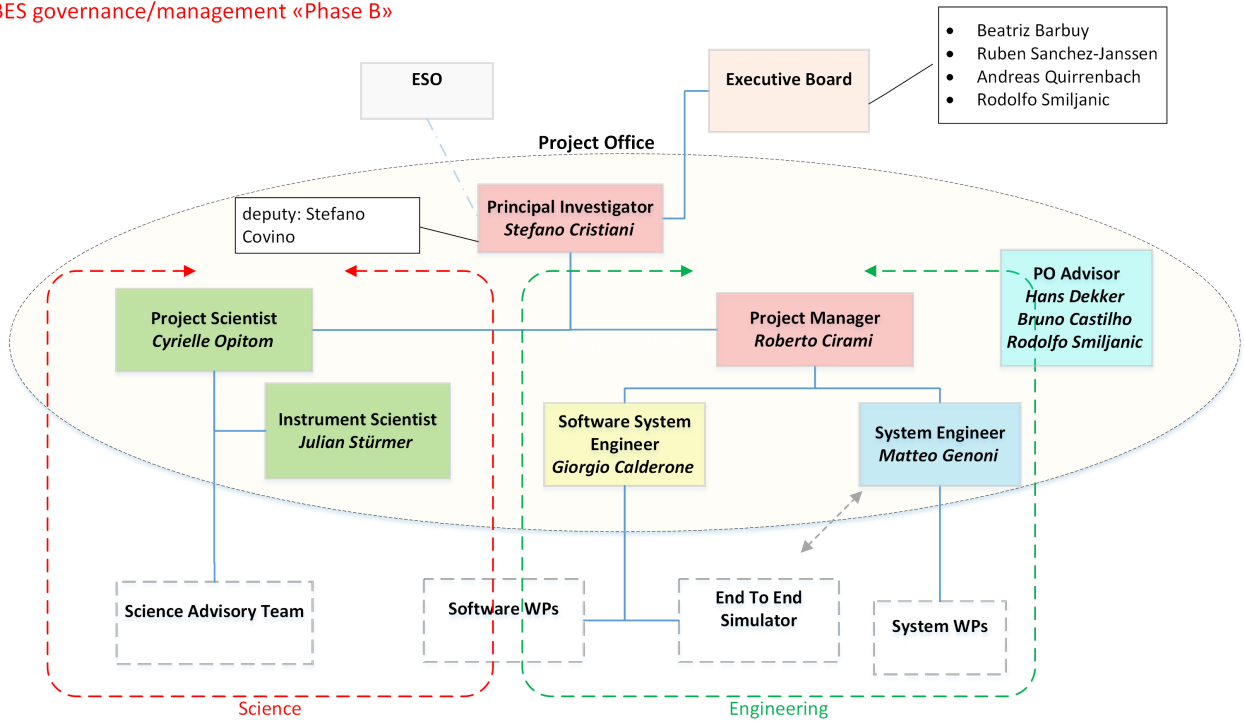 BES governance/management «Phase B»
ESO
Executive Board
• Beatriz Barbuy
• Ruben Sanchez-Janssen
• Andreas Quirrenbach
• Rodolfo Smiljanic
Project Office
deputy: Stefano
Covino
Principal Investigator
Stefano Cristiani
PO Advisor
Hans Dekker
Bruno Castilho
Rodolfo Smiljanic
Project Scientist
Cyrielle Opitom
Project Manager
Roberto Cirami
Instrument Scientist
Julian Stürmer
Software System
Engineer
Giorgio Calderone
System Engineer
Matteo Genoni
Science Advisory Team
Software WPs
End To End
Simulator
System WPs
Science
Engineering